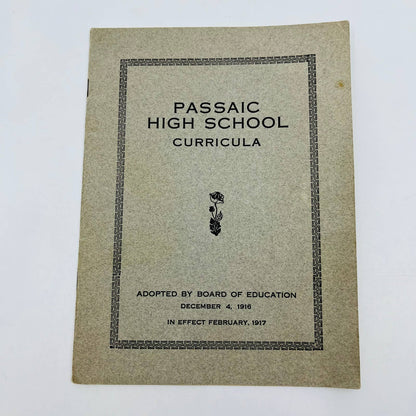 PASSAIC
HIGH SCHOOL
CURRICULA
ADOPTED BY BOARD OF EDUCATION
DECEMBER 4, 1916
IN EFFECT FEBRUARY, 1917